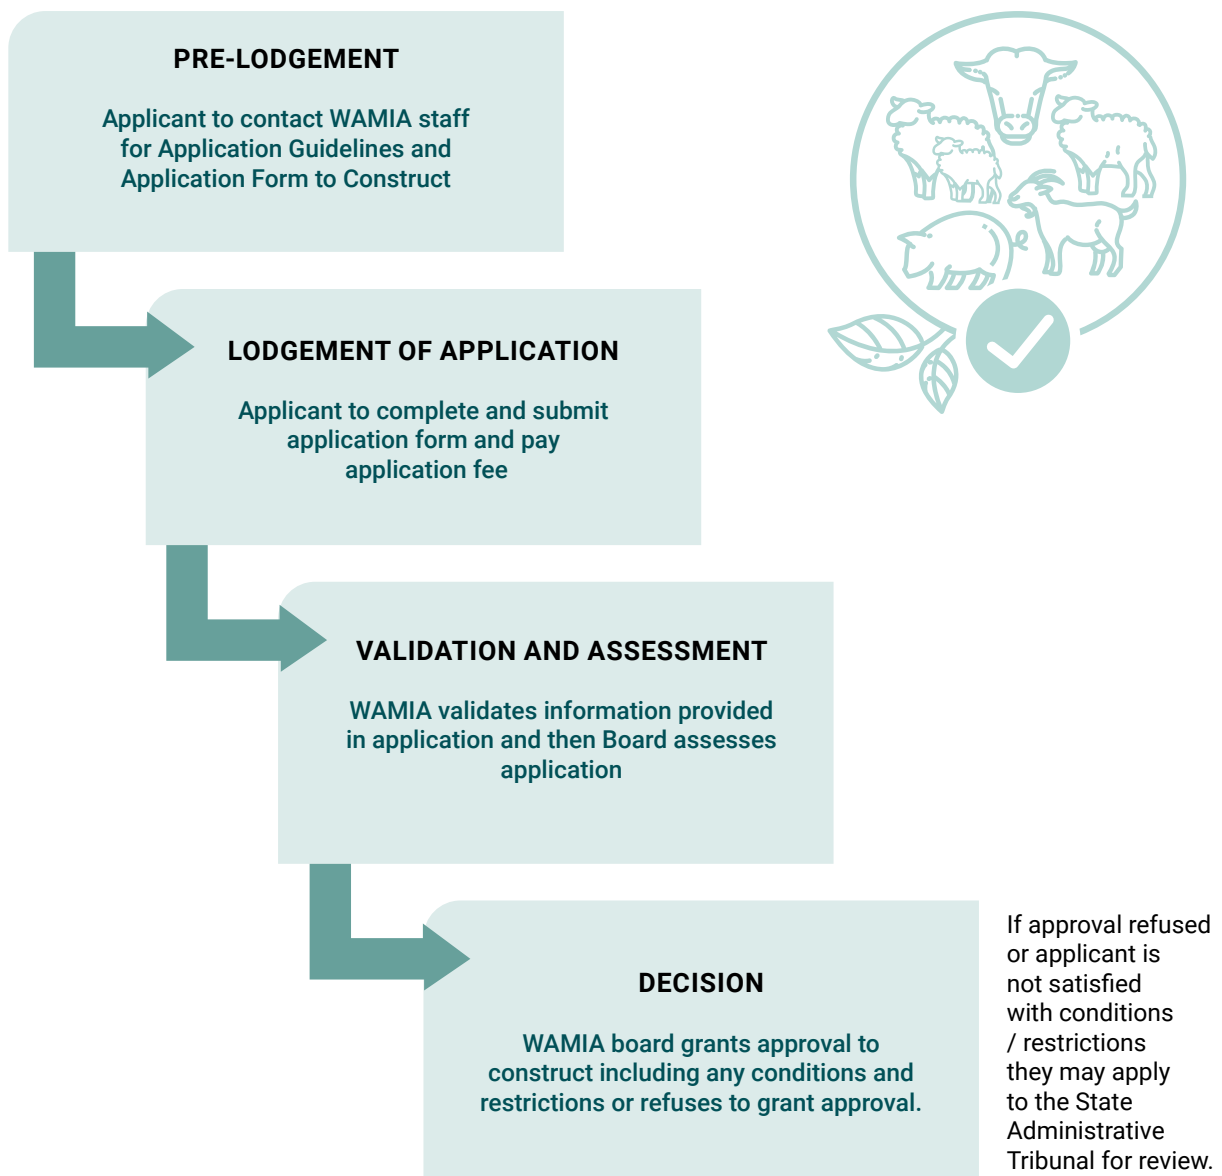 PRE-LODGEMENT
Applicant to contact WAMIA staff
for Application Guidelines and
Application Form to Construct
LODGEMENT OF APPLICATION
Applicant to complete and submit
application form and pay
application fee
VALIDATION AND ASSESSMENT
WAMIA validates information provided
in application and then Board assesses
application
DECISION
WAMIA board grants approval to
construct including any conditions and
restrictions or refuses to grant approval.
If approval refused
or applicant is
not satisfied
with conditions
/ restrictions
they may apply
to the State
Administrative
Tribunal for review.